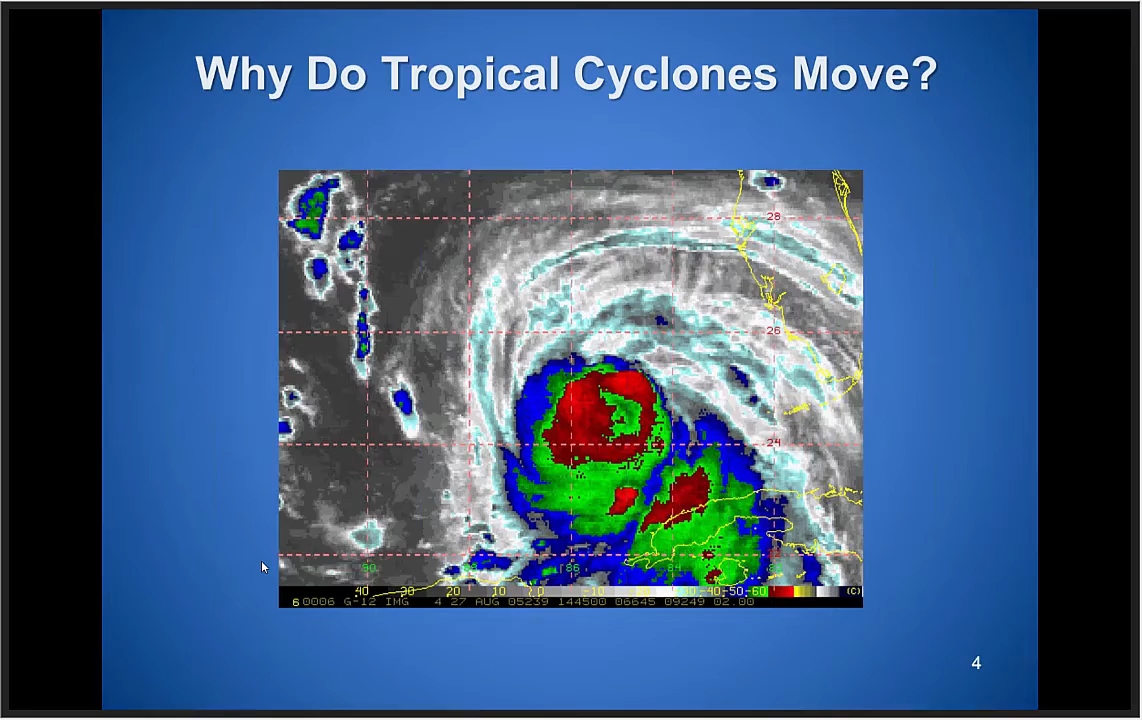 Why Do Tropical Cyclones Move?
28
26
24
90
86
84
40 30 20 10 0 -10 -20 -30-40-50-60 (C)
6 0006 G-12 IMG 4 27 AUG 05239 144500 06645 09249 02.00
4